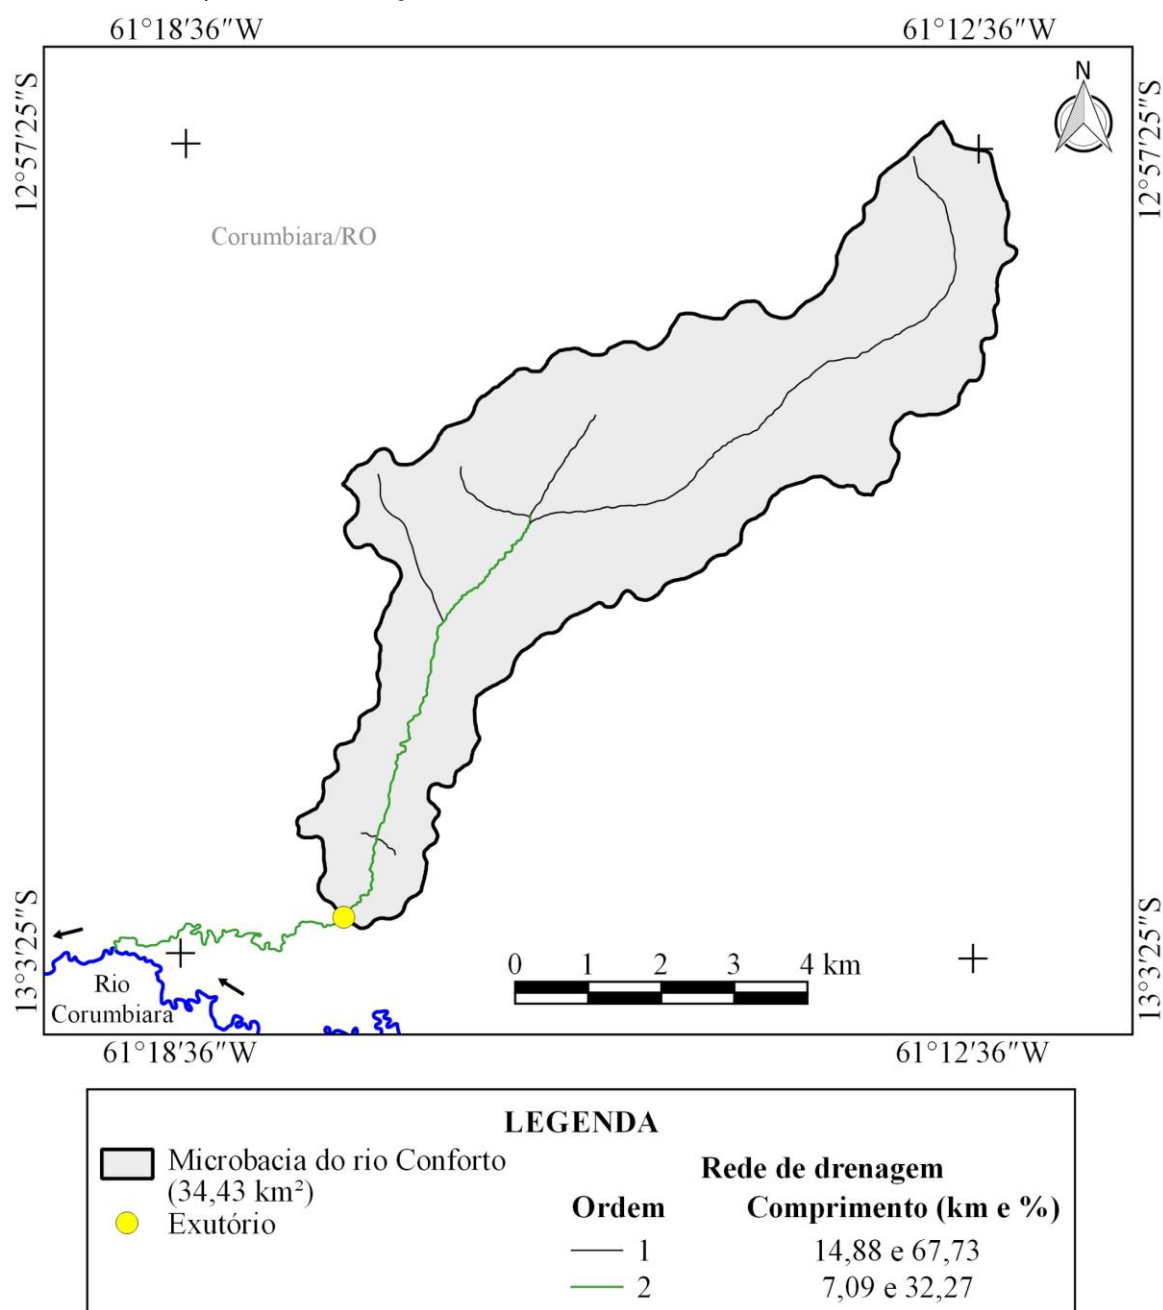 61°18′36″W 61°12′36″W
N
12°57′25″S 12°57′25″S
Corumbiara/RO
13°3′25″S 13°3′25″S
0 1 2 3 4 km
Rio
Corumbiara
61°18′36″W 61°12′36″W
LEGENDA
Microbacia do rio Conforto
(34,43 km²)
Exutório
Rede de drenagem
Ordem Comprimento (km e %)
1 14,88 e 67,73
2 7,09 e 32,27